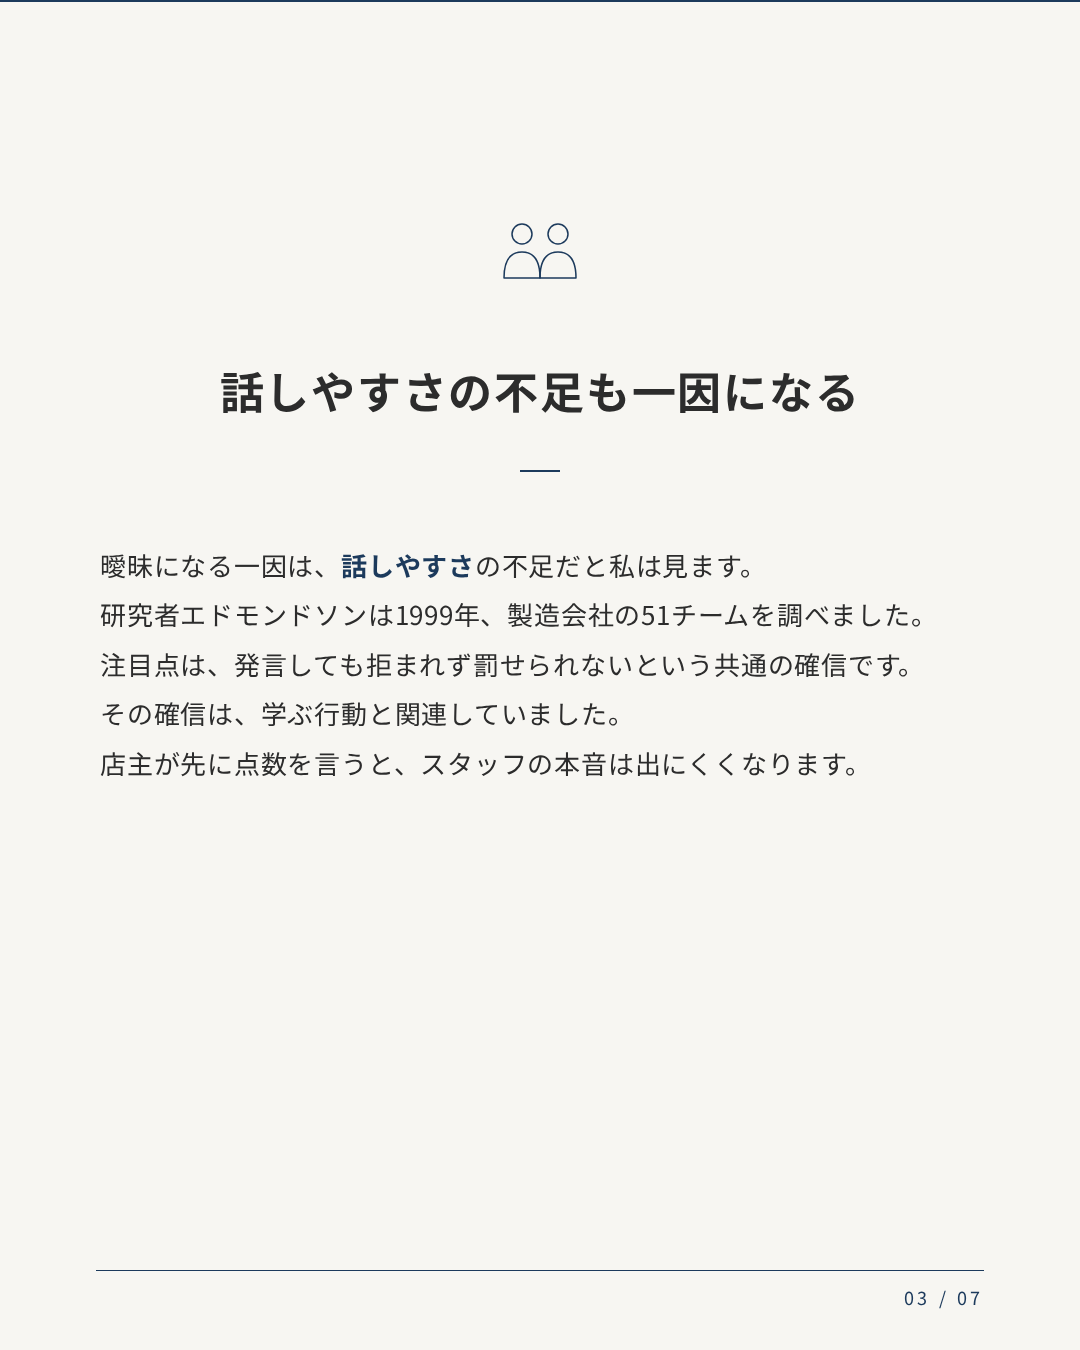 話しやすさの不足も一因になる
曖昧になる一因は、話しやすさの不足だと私は見ます。
研究者エドモンドソンは1999年、製造会社の51チームを調べました。
注目点は、発言しても拒まれず罰せられないという共通の確信です。
その確信は、学ぶ行動と関連していました。
店主が先に点数を言うと、スタッフの本音は出にくくなります。
03 / 07